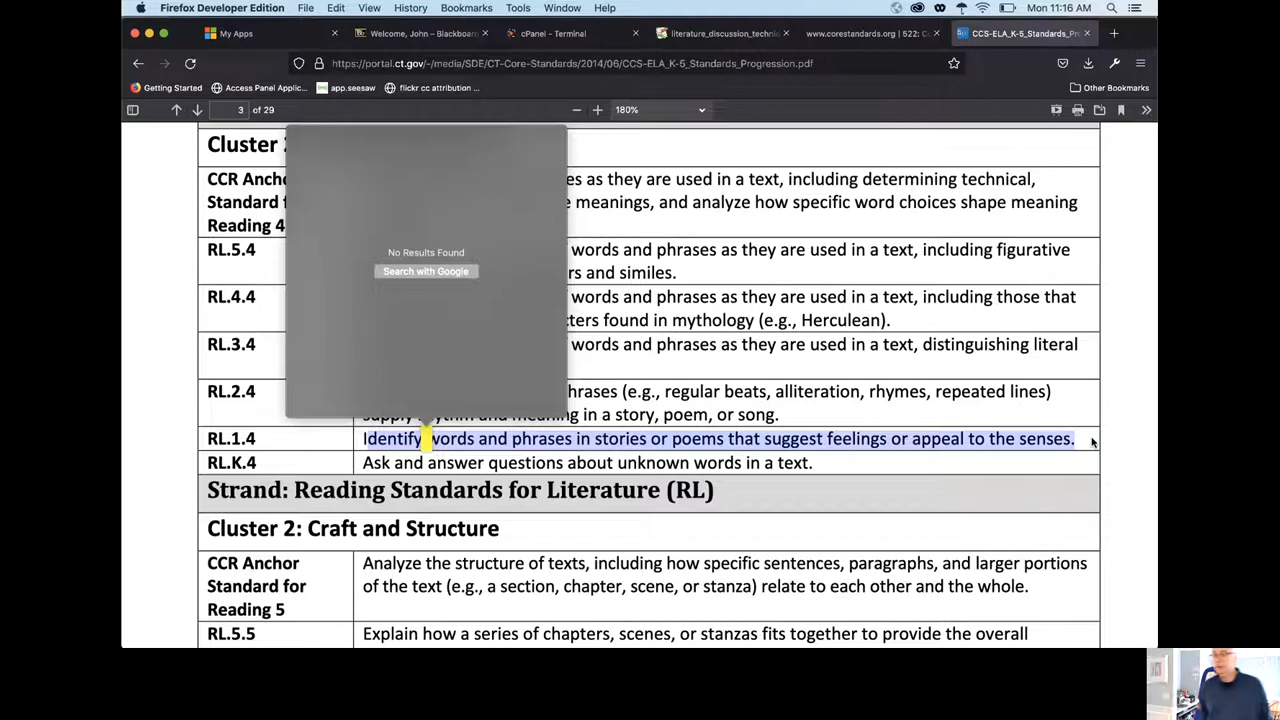 Firefox Developer Edition File Edit View History Bookmarks Tools Window Help Mon 11:16 AM
My Apps Welcome, John – Blackboard cPanel - Terminal literature_discussion_techni www.corestandards.org | 522: C CCS-ELA_K-5_Standards_Pro
https://portal.ct.gov/-/media/SDE/CT-Core-Standards/2014/06/CCS-ELA_K-5_Standards_Progression.pdf
Getting Started Access Panel Applic... app.seesaw flickr cc attribution ... Other Bookmarks
3 of 29 180%
Cluster
CCR Ancho es as they are used in a text, including determining technical,
Standard f e meanings, and analyze how specific word choices shape meaning
Reading 4
RL.5.4 words and phrases as they are used in a text, including figurative
rs and similes.
RL.4.4 words and phrases as they are used in a text, including those that
cters found in mythology (e.g., Herculean).
RL.3.4 words and phrases as they are used in a text, distinguishing literal
RL.2.4 hrases (e.g., regular beats, alliteration, rhymes, repeated lines)
supply rhythm and meaning in a story, poem, or song.
No Results Found
Search with Google
RL.1.4 Identify words and phrases in stories or poems that suggest feelings or appeal to the senses.
RL.K.4 Ask and answer questions about unknown words in a text.
Strand: Reading Standards for Literature (RL)
Cluster 2: Craft and Structure
CCR Anchor Analyze the structure of texts, including how specific sentences, paragraphs, and larger portions
Standard for of the text (e.g., a section, chapter, scene, or stanza) relate to each other and the whole.
Reading 5
RL.5.5 Explain how a series of chapters, scenes, or stanzas fits together to provide the overall